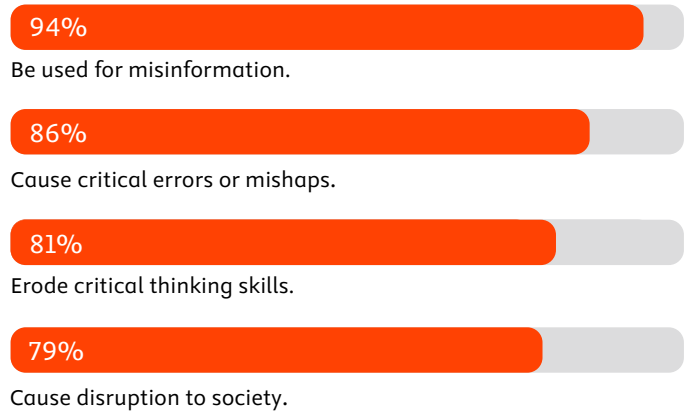 94%
Be used for misinformation.
86%
Cause critical errors or mishaps.
81%
Erode critical thinking skills.
79%
Cause disruption to society.